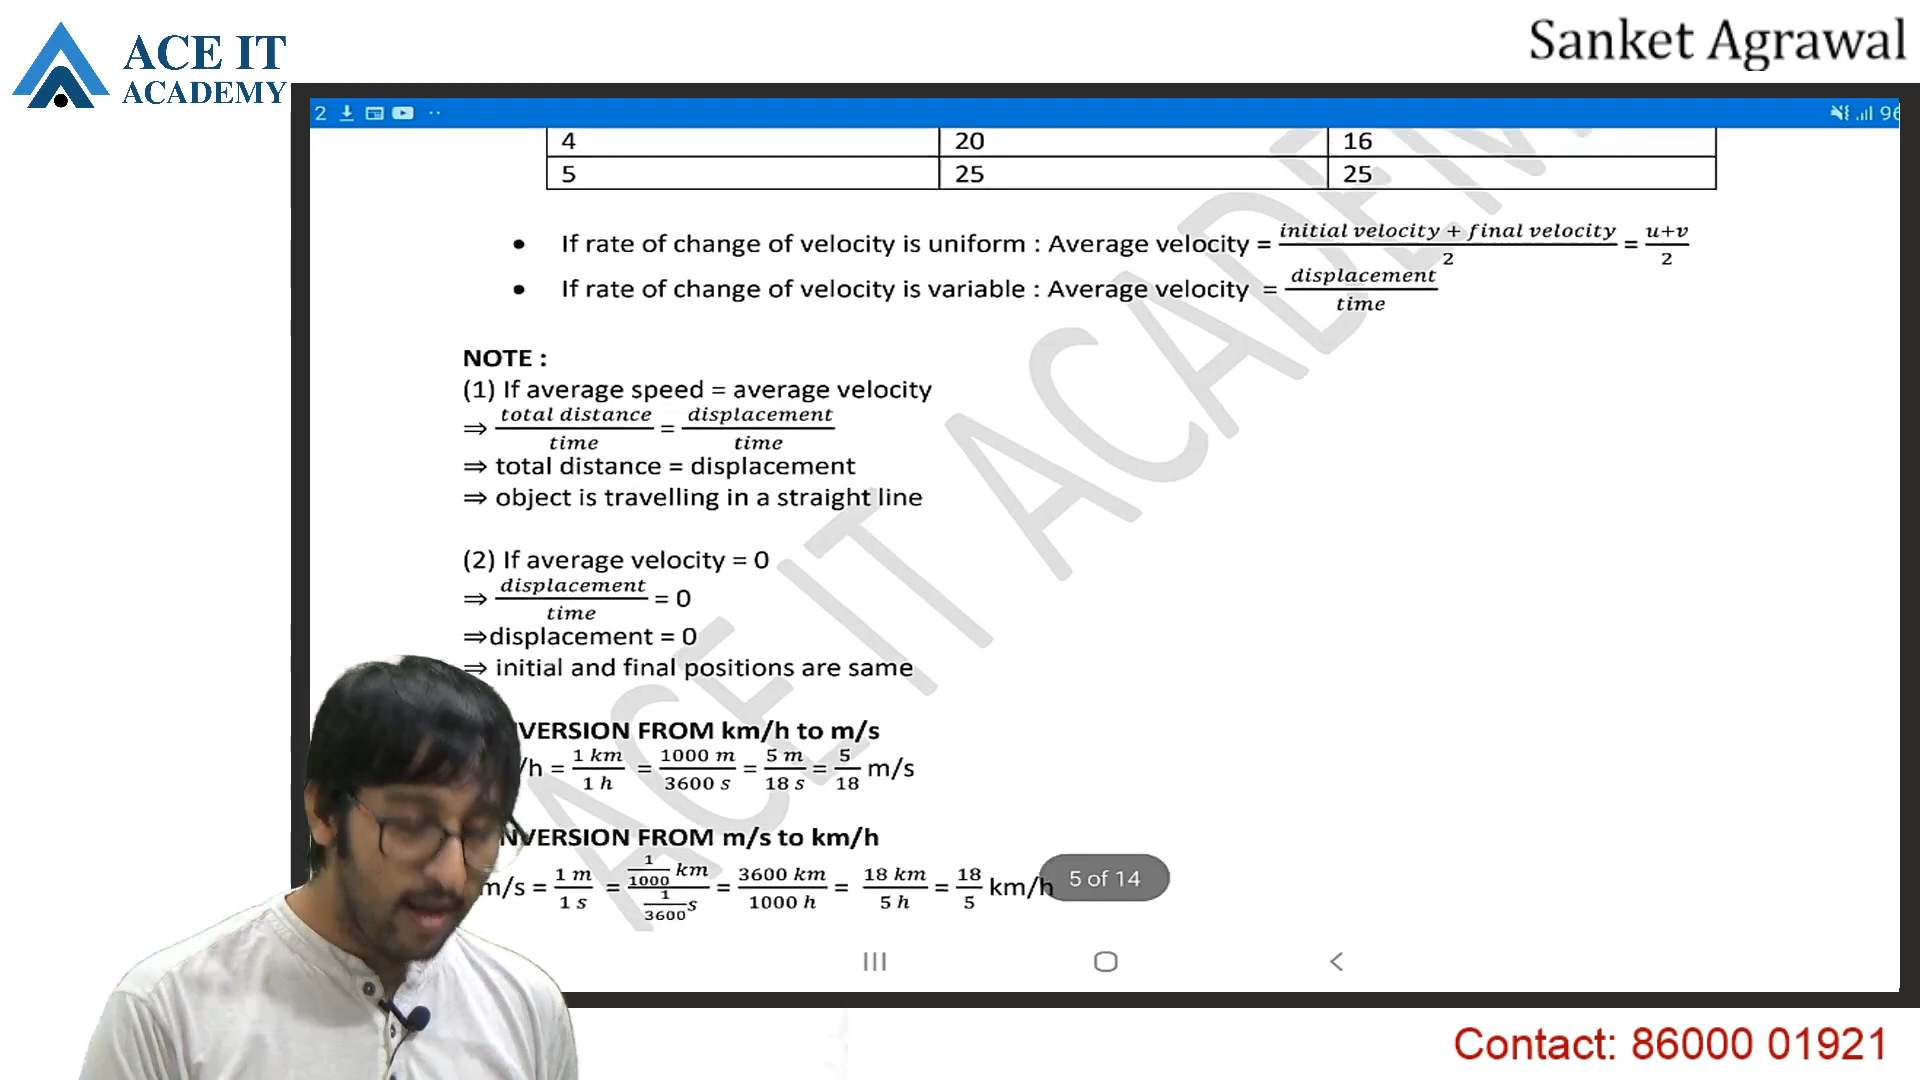 ACE IT
ACADEMY
Sanket Agrawal
2
96
4 20 16
5 25 25
• If rate of change of velocity is uniform : Average velocity = (initial velocity + final velocity)/2 = (u+v)/2
• If rate of change of velocity is variable : Average velocity = displacement/time
NOTE :
(1) If average speed = average velocity
⇒ total distance/time = displacement/time
⇒ total distance = displacement
⇒ object is travelling in a straight line
(2) If average velocity = 0
⇒ displacement/time = 0
⇒displacement = 0
⇒ initial and final positions are same
VERSION FROM km/h to m/s
/h = 1 km/1 h = 1000 m/3600 s = 5 m/18 s = 5/18 m/s
NVERSION FROM m/s to km/h
m/s = 1 m/1 s = (1/1000 km)/(1/3600 s) = 3600 km/1000 h = 18 km/5 h = 18/5 km/h
5 of 14
ACE IT ACADEM
Contact: 86000 01921